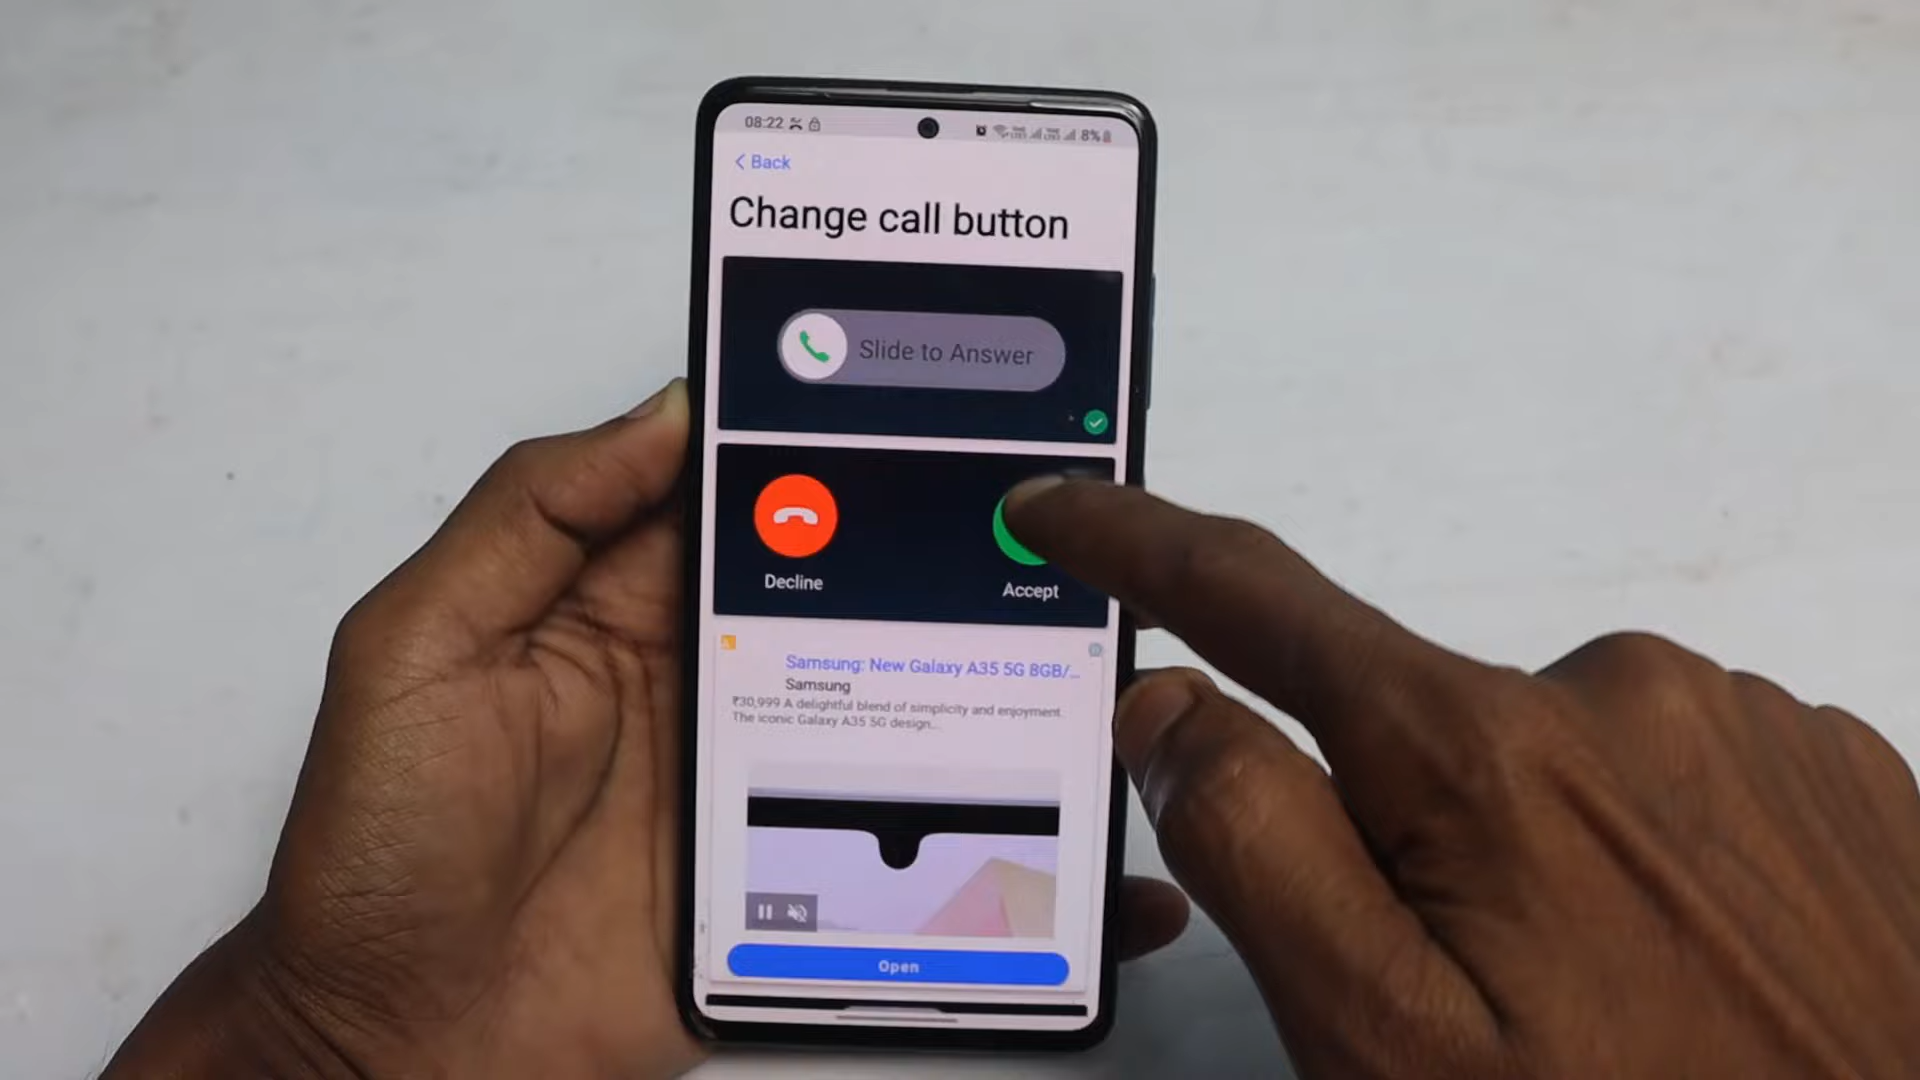 08:22 8%
Back
Change call button
Slide to Answer
Decline
Accept
Samsung: New Galaxy A35 5G 8GB/...
Samsung
₹30,999 A delightful blend of simplicity and enjoyment.
The iconic Galaxy A35 5G design...
Open